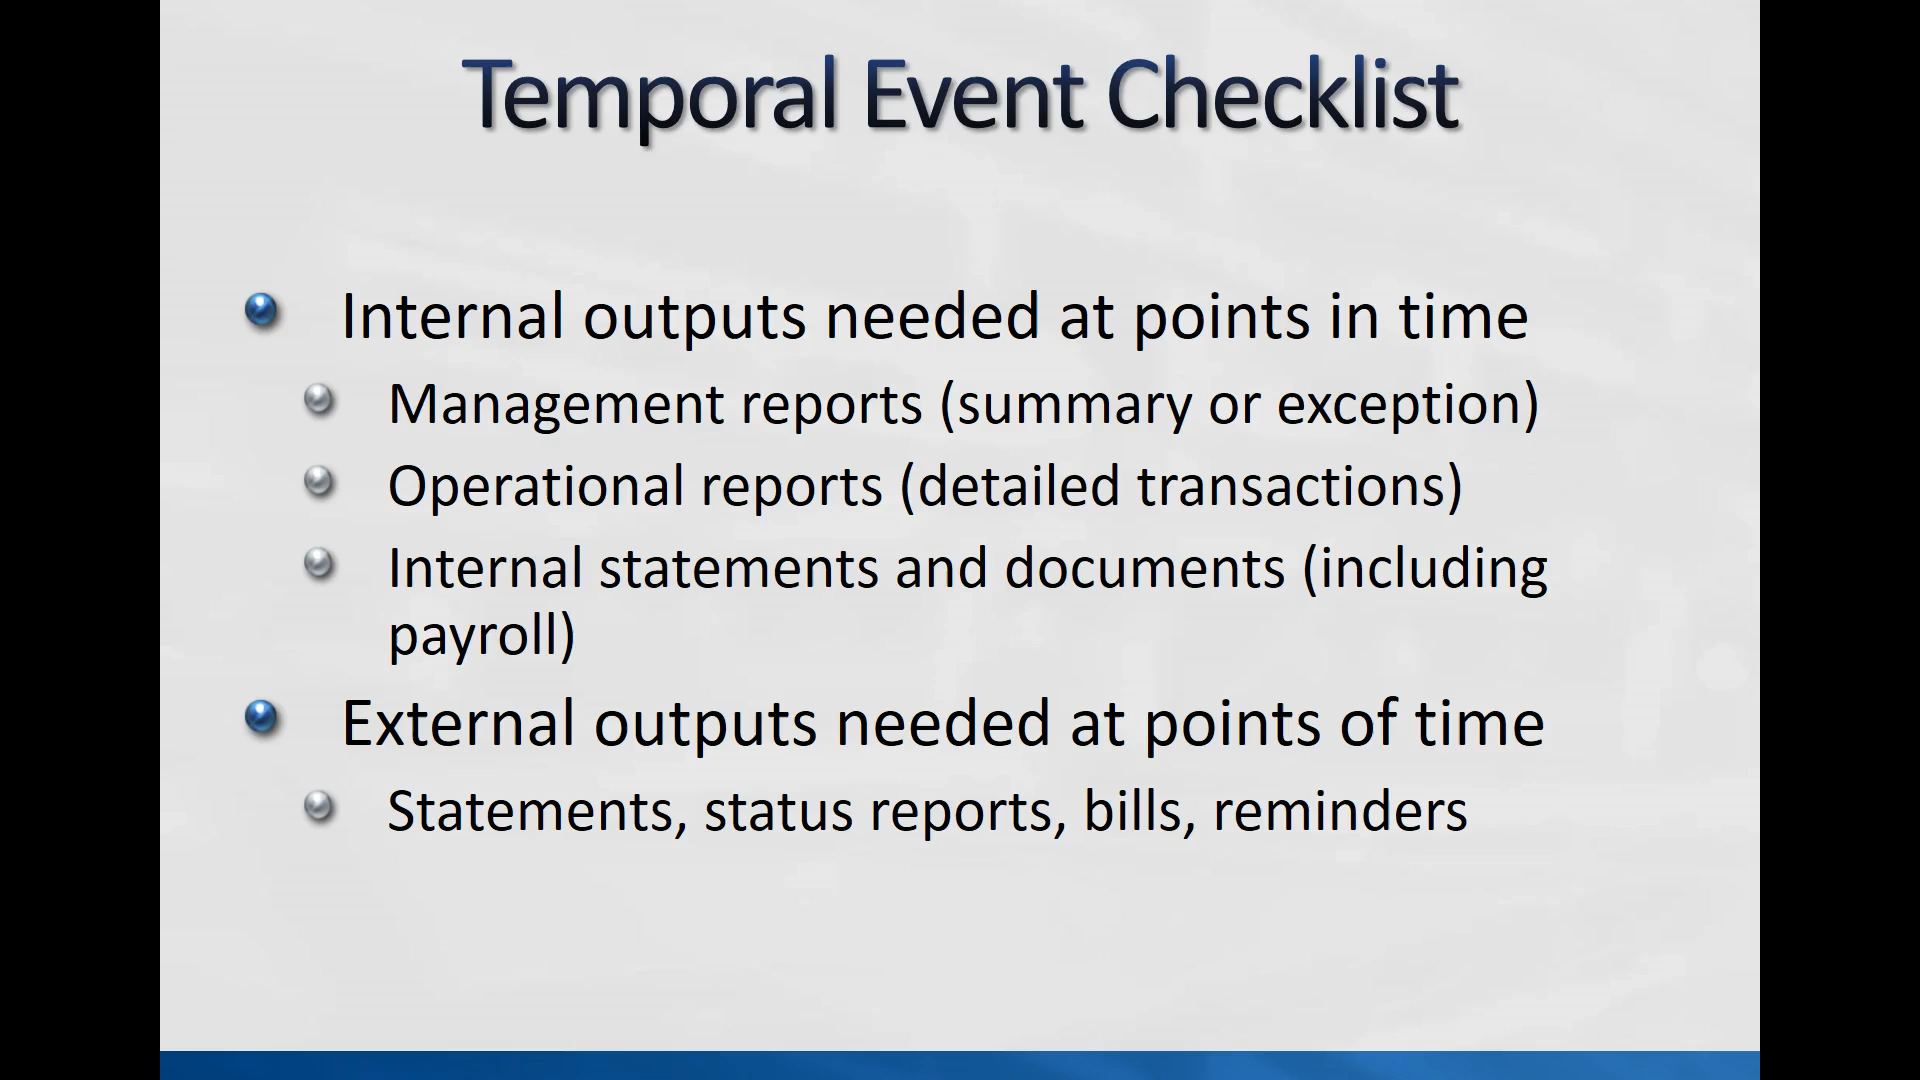 Temporal Event Checklist
Internal outputs needed at points in time
Management reports (summary or exception)
Operational reports (detailed transactions)
Internal statements and documents (including
payroll)
External outputs needed at points of time
Statements, status reports, bills, reminders